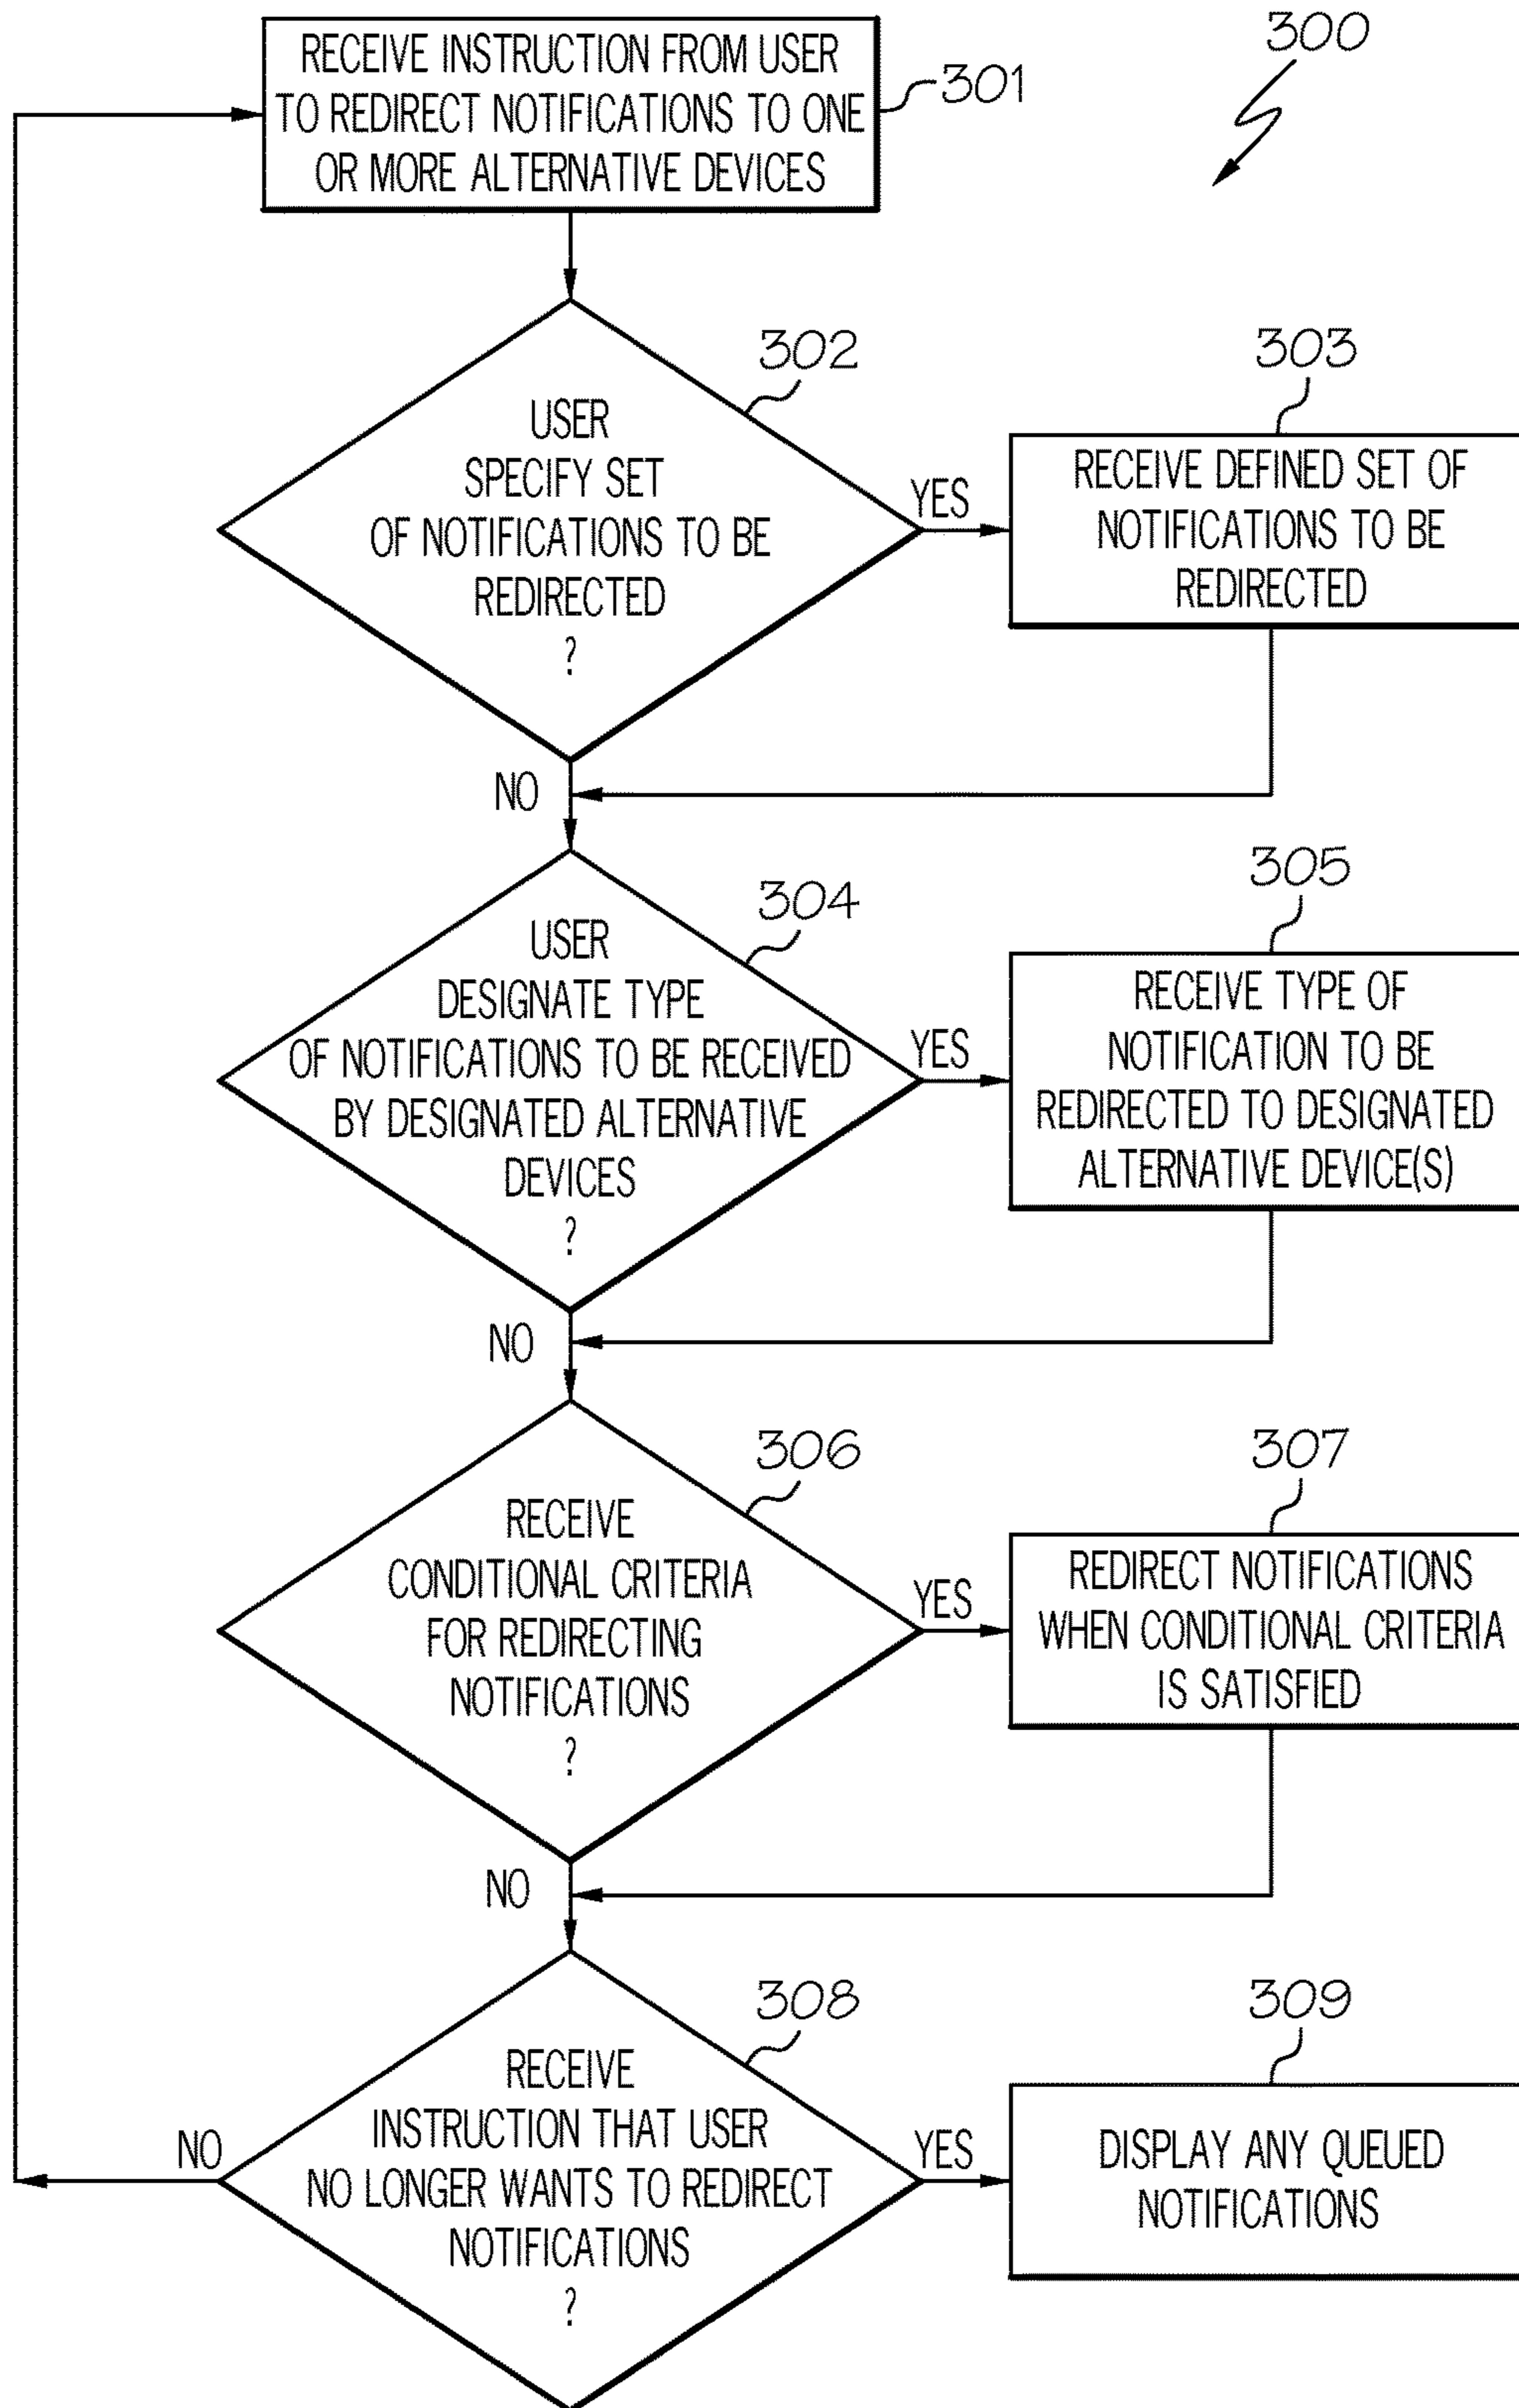 300
RECEIVE INSTRUCTION FROM USER
TO REDIRECT NOTIFICATIONS TO ONE
OR MORE ALTERNATIVE DEVICES
301
302
USER
SPECIFY SET
OF NOTIFICATIONS TO BE
REDIRECTED
?
YES
303
RECEIVE DEFINED SET OF
NOTIFICATIONS TO BE
REDIRECTED
NO
304
USER
DESIGNATE TYPE
OF NOTIFICATIONS TO BE RECEIVED
BY DESIGNATED ALTERNATIVE
DEVICES
?
YES
305
RECEIVE TYPE OF
NOTIFICATION TO BE
REDIRECTED TO DESIGNATED
ALTERNATIVE DEVICE(S)
NO
306
RECEIVE
CONDITIONAL CRITERIA
FOR REDIRECTING
NOTIFICATIONS
?
YES
307
REDIRECT NOTIFICATIONS
WHEN CONDITIONAL CRITERIA
IS SATISFIED
NO
308
RECEIVE
INSTRUCTION THAT USER
NO LONGER WANTS TO REDIRECT
NOTIFICATIONS
?
NO
YES
309
DISPLAY ANY QUEUED
NOTIFICATIONS